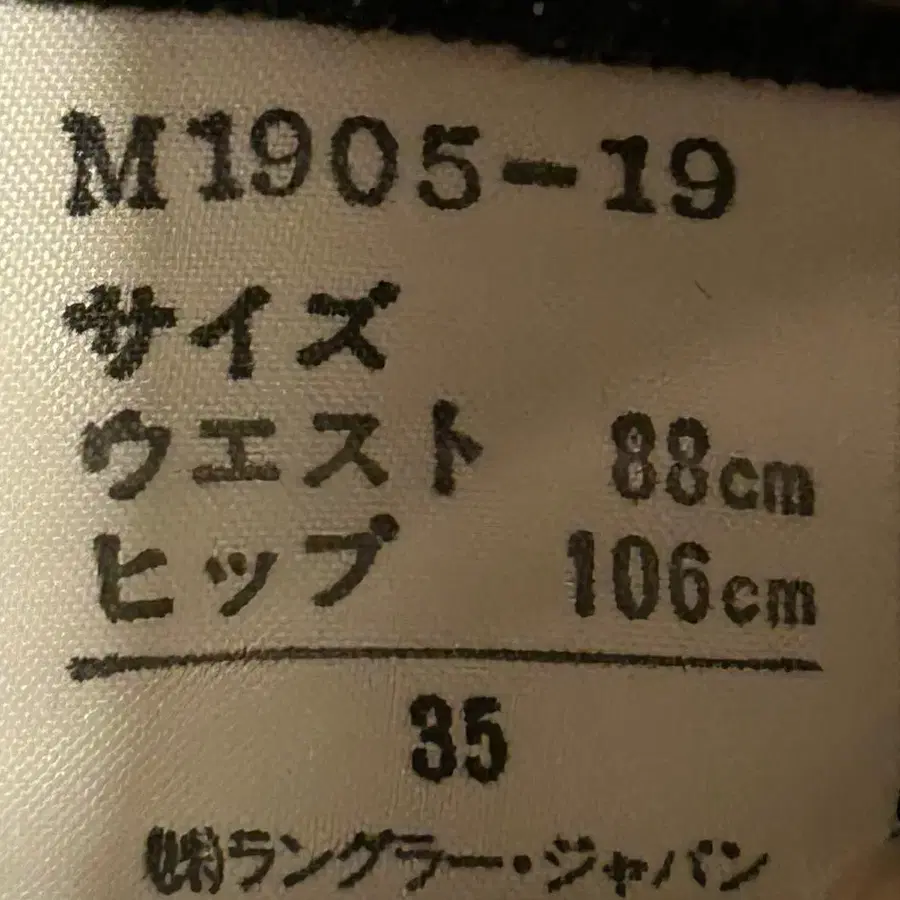 M1905-19
サイズ
ウエスト 88cm
ヒップ 106cm
35
㈱ラングラー・ジャパン